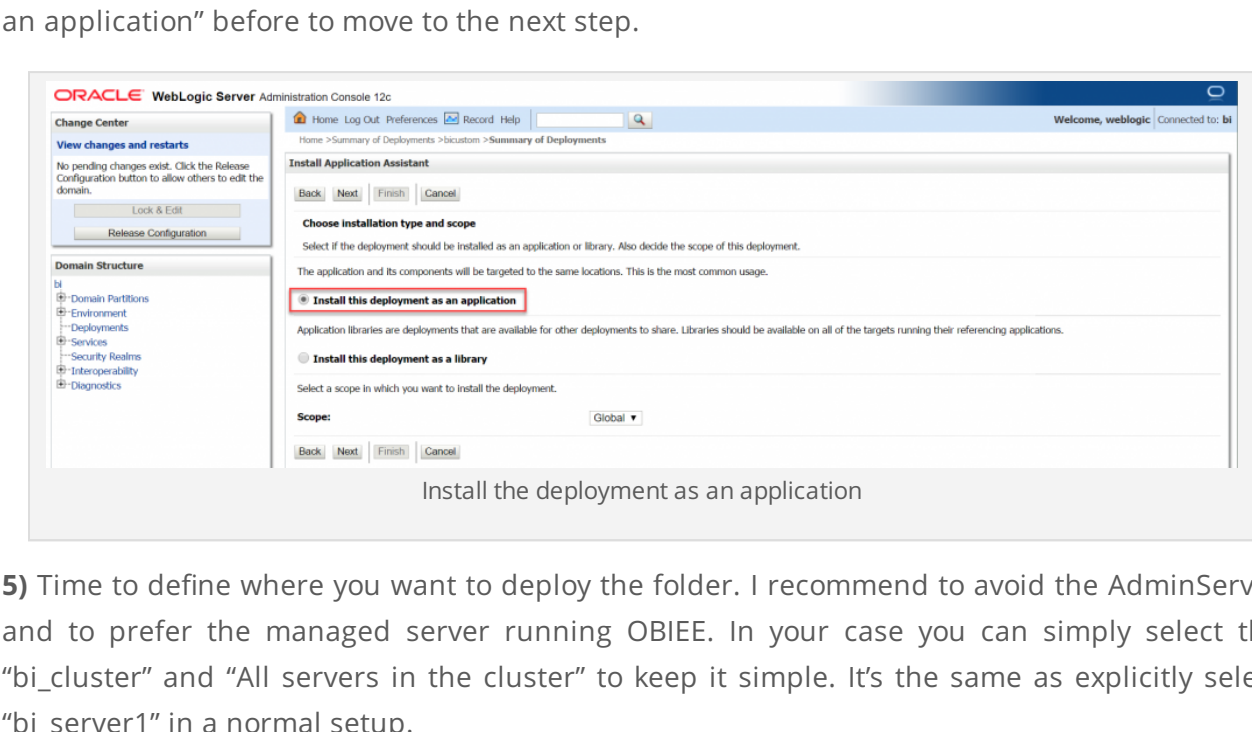 an application” before to move to the next step.
ORACLE WebLogic Server Administration Console 12c
Change Center
View changes and restarts
No pending changes exist. Click the Release
Configuration button to allow others to edit the
domain.
Lock & Edit
Release Configuration
Domain Structure
bi
Domain Partitions
Environment
Deployments
Services
Security Realms
Interoperability
Diagnostics
Home Log Out Preferences Record Help
Welcome, weblogic Connected to: bi
Home >Summary of Deployments >bicustom >Summary of Deployments
Install Application Assistant
Back Next Finish Cancel
Choose installation type and scope
Select if the deployment should be installed as an application or library. Also decide the scope of this deployment.
The application and its components will be targeted to the same locations. This is the most common usage.
Install this deployment as an application
Application libraries are deployments that are available for other deployments to share. Libraries should be available on all of the targets running their referencing applications.
Install this deployment as a library
Select a scope in which you want to install the deployment.
Scope: Global
Back Next Finish Cancel
Install the deployment as an application
5) Time to define where you want to deploy the folder. I recommend to avoid the AdminServ
and to prefer the managed server running OBIEE. In your case you can simply select th
“bi_cluster” and “All servers in the cluster” to keep it simple. It’s the same as explicitly sele
“bi_server1” in a normal setup.